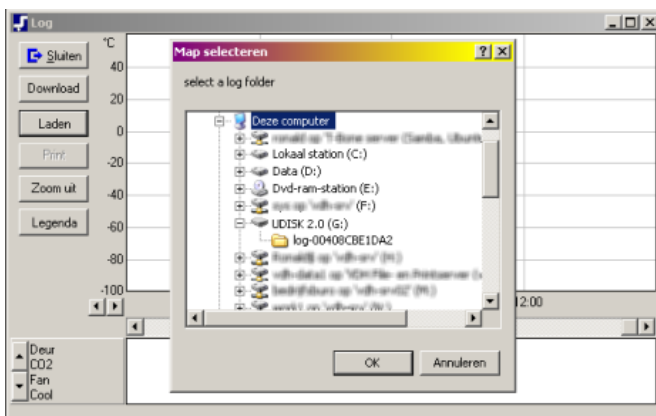 Log
Sluiten
Download
Laden
Print
Zoom uit
Legenda
°C
40
20
0
-20
-40
-60
-80
-100
12:00
Deur
CO2
Fan
Cool
Map selecteren
select a log folder
Deze computer
Lokaal station (C:)
Data (D:)
Dvd-ram-station (E:)
(F:)
UDISK 2.0 (G:)
log-00408CBE1DA2
OK
Annuleren